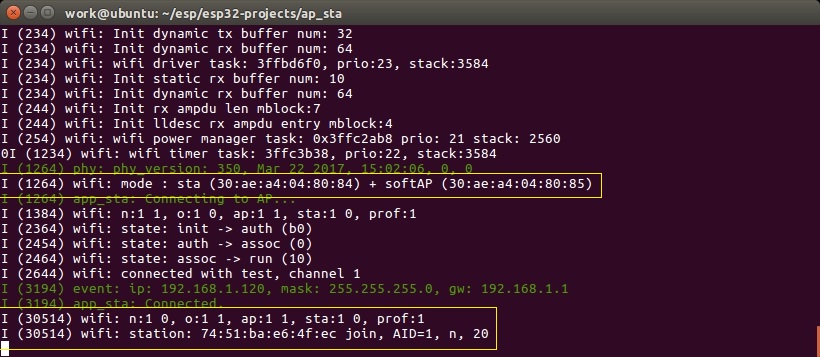 work@ubuntu: ~/esp/esp32-projects/ap_sta
I (234) wifi: Init dynamic tx buffer num: 32
I (234) wifi: Init dynamic rx buffer num: 64
I (234) wifi: wifi driver task: 3ffbd6f0, prio:23, stack:3584
I (234) wifi: Init static rx buffer num: 10
I (234) wifi: Init dynamic rx buffer num: 64
I (244) wifi: Init rx ampdu len mblock:7
I (244) wifi: Init lldesc rx ampdu entry mblock:4
I (254) wifi: wifi power manager task: 0x3ffc2ab8 prio: 21 stack: 2560
0I (1234) wifi: wifi timer task: 3ffc3b38, prio:22, stack:3584
I (1264) phy: phy_version: 350, Mar 22 2017, 15:02:06, 0, 0
I (1264) wifi: mode : sta (30:ae:a4:04:80:84) + softAP (30:ae:a4:04:80:85)
I (1264) app_sta: Connecting to AP...
I (1384) wifi: n:1 1, o:1 0, ap:1 1, sta:1 0, prof:1
I (2364) wifi: state: init -> auth (b0)
I (2454) wifi: state: auth -> assoc (0)
I (2464) wifi: state: assoc -> run (10)
I (2644) wifi: connected with test, channel 1
I (3194) event: ip: 192.168.1.120, mask: 255.255.255.0, gw: 192.168.1.1
I (3194) app_sta: Connected.
I (30514) wifi: n:1 0, o:1 1, ap:1 1, sta:1 0, prof:1
I (30514) wifi: station: 74:51:ba:e6:4f:ec join, AID=1, n, 20